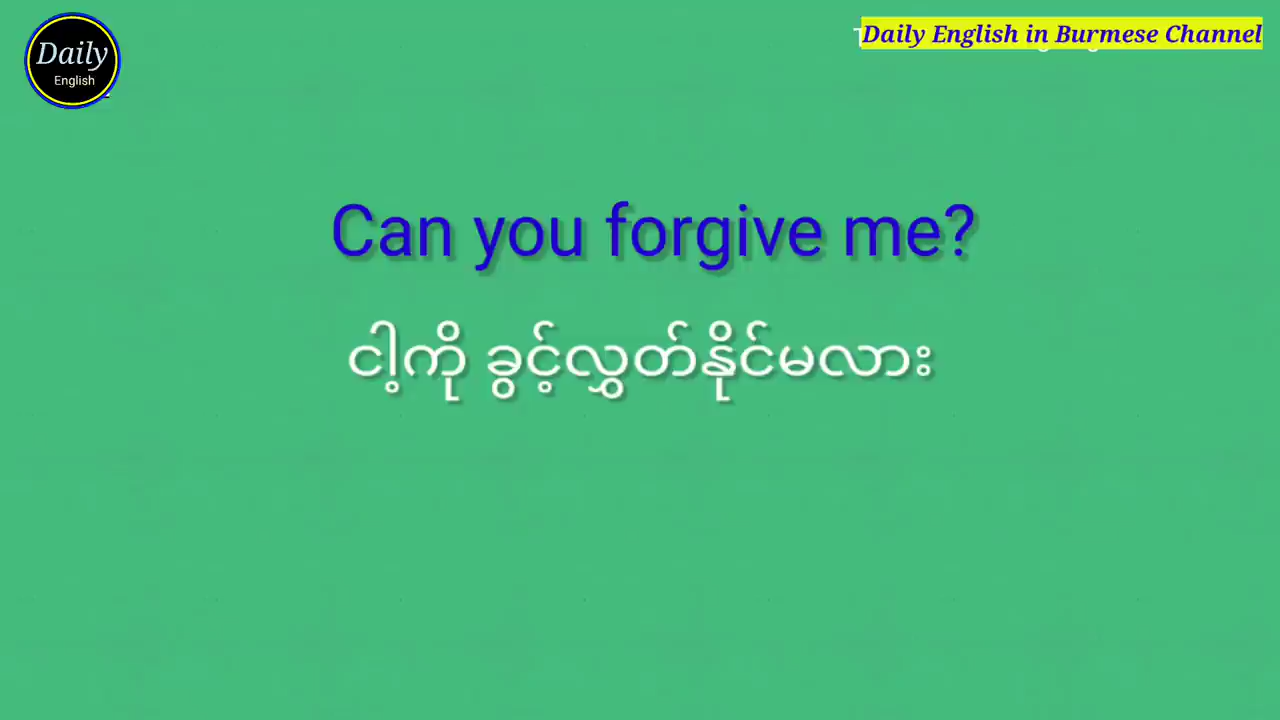 Daily
English
Daily English in Burmese Channel
Can you forgive me?
ငါ့ကို ခွင့်လွှတ်နိုင်မလား